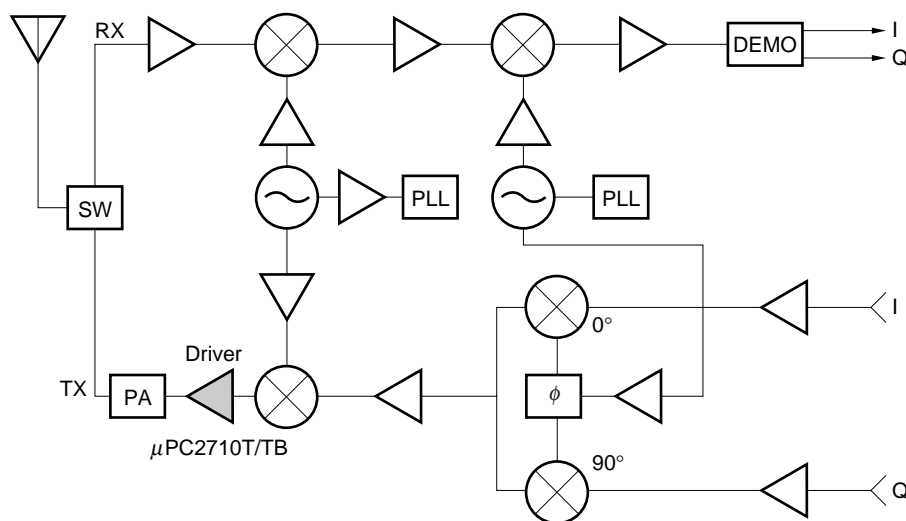 RX
DEMO
I
Q
SW
PLL
PLL
I
0°
Driver
TX
PA
ϕ
μPC2710T/TB
90°
Q